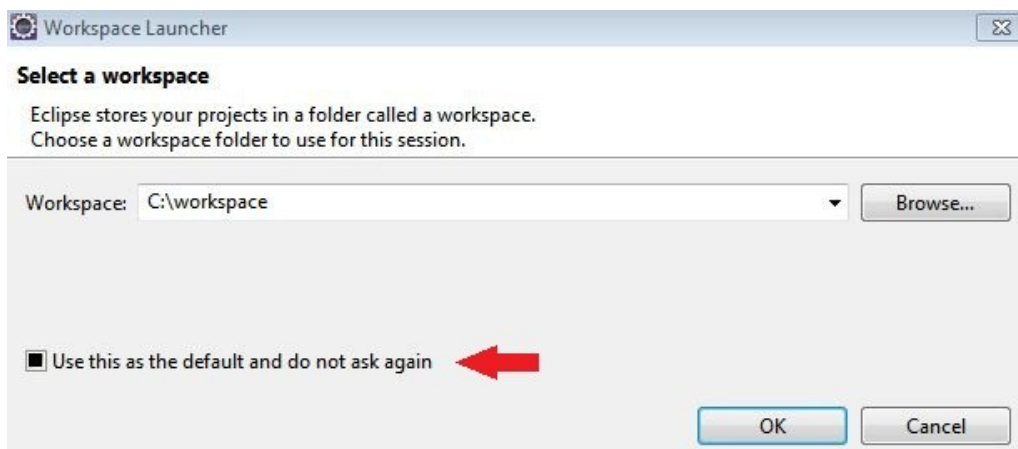 Workspace Launcher
Select a workspace
Eclipse stores your projects in a folder called a workspace.
Choose a workspace folder to use for this session.
Workspace: C:\workspace Browse...
Use this as the default and do not ask again
OK Cancel